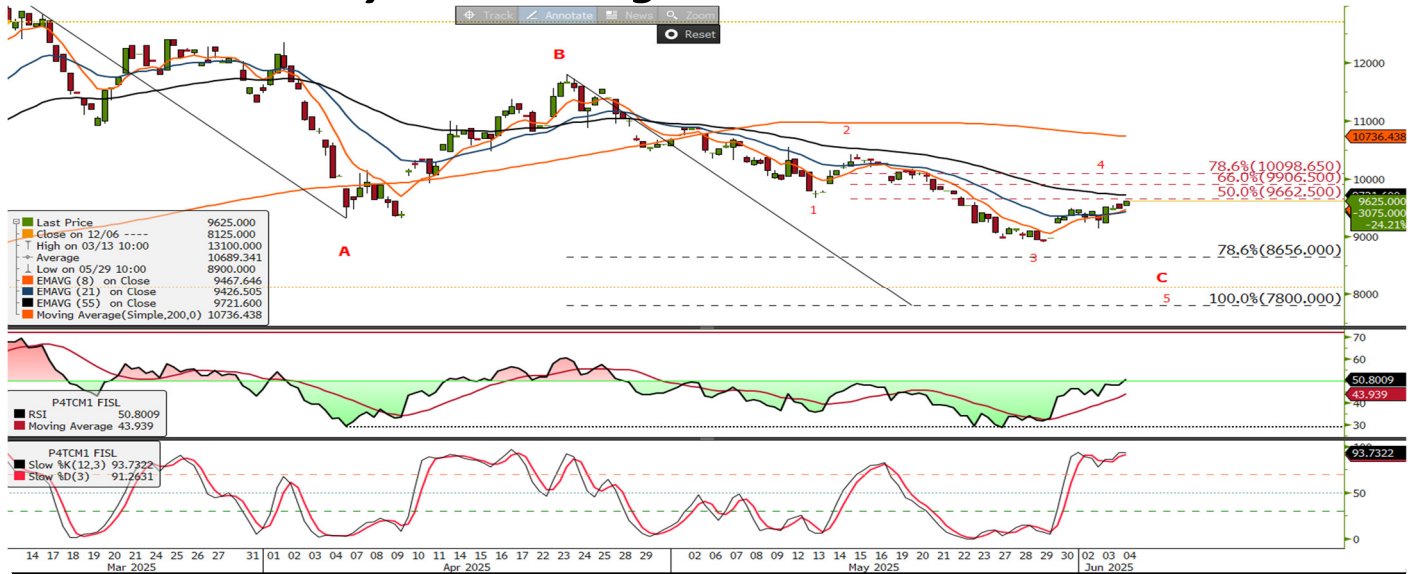 Track Annotate News Zoom
Reset
B
A
C
1
2
3
4
5
12000
11000
10736.438
10000
78.6%(10098.650)
66.0%(9906.500)
50.0%(9662.500)
9625.000
-3075.000
-24.21%
9000
78.6%(8656.000)
8000
100.0%(7800.000)
Last Price 9625.000
Close on 12/06 ---- 8125.000
High on 03/13 10:00 13100.000
Average 10689.341
Low on 05/29 10:00 8900.000
EMAVG (8) on Close 9467.646
EMAVG (21) on Close 9426.505
EMAVG (55) on Close 9721.600
Moving Average(Simple,200,0) 10736.438
70
60
50.8009
43.939
40
30
P4TCM1 FISL
RSI 50.8009
Moving Average 43.939
100
93.7322
50
0
P4TCM1 FISL
Slow %K(12,3) 93.7322
Slow %D(3) 91.2631
14 17 18 19 20 21 24 25 26 27 31 01 02 03 04 07 08 09 10 11 14 15 16 17 22 23 24 25 28 29 02 06 07 08 09 12 13 14 15 16 19 20 21 22 23 27 28 29 30 02 03 04
Mar 2025 Apr 2025 May 2025 Jun 2025